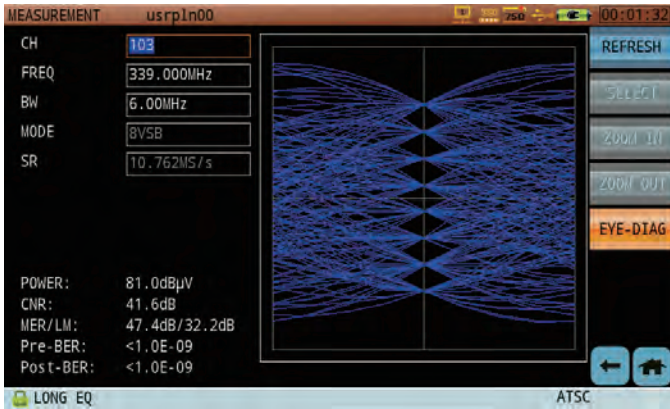 MEASUREMENT usrpln00 75Ω 00:01:32
CH 103
FREQ 339.000MHz
BW 6.00MHz
MODE 8VSB
SR 10.762MS/s
POWER: 81.0dBµV
CNR: 41.6dB
MER/LM: 47.4dB/32.2dB
Pre-BER: <1.0E-09
Post-BER: <1.0E-09
REFRESH
SELECT
ZOOM IN
ZOOM OUT
EYE-DIAG
LONG EQ ATSC